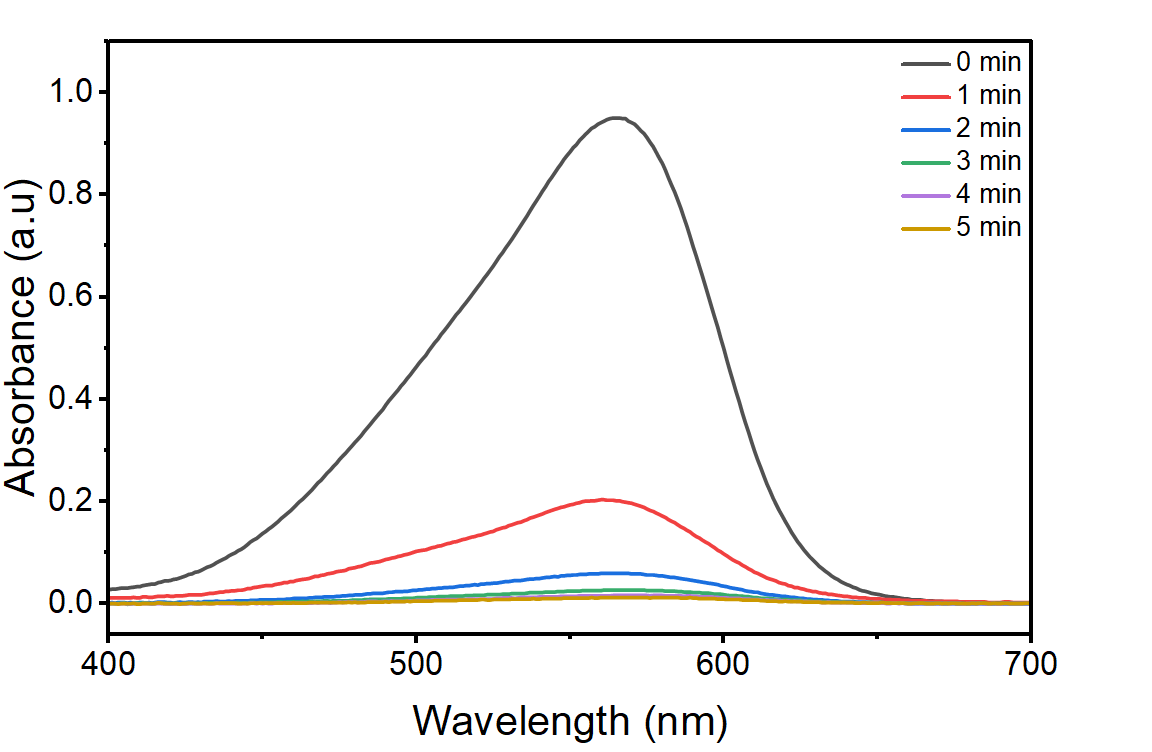 0 min
1 min
2 min
3 min
4 min
5 min
1.0
0.8
0.6
0.4
0.2
0.0
Absorbance (a.u)
400 500 600 700
Wavelength (nm)